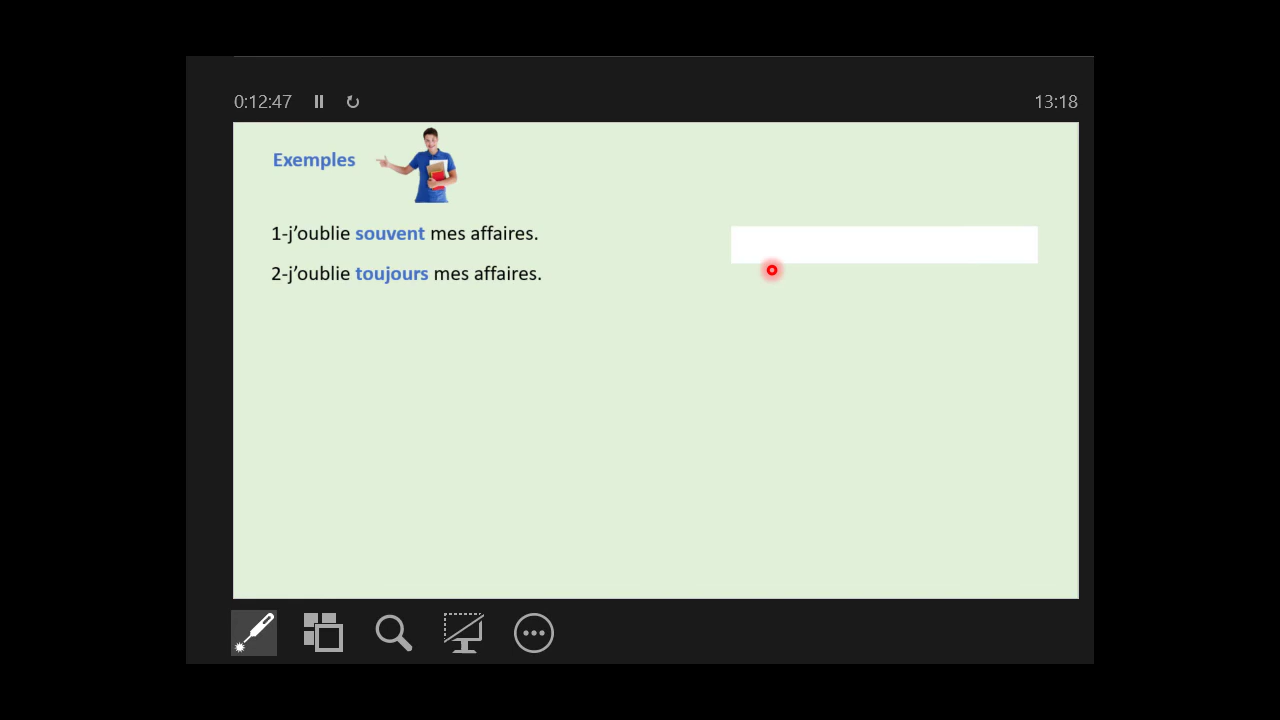 0:12:47 13:18
Exemples
1-j’oublie souvent mes affaires.
2-j’oublie toujours mes affaires.